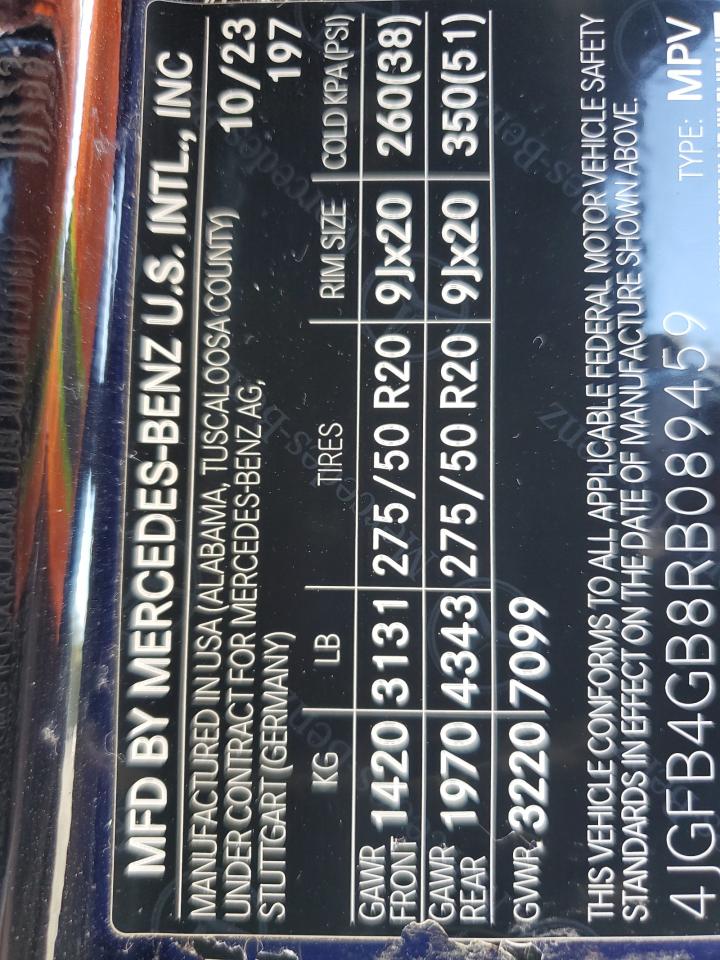 MFD BY MERCEDES-BENZ U.S. INTL., INC
MANUFACTURED IN USA (ALABAMA, TUSCALOOSA COUNTY) 10/23
UNDER CONTRACT FOR MERCEDES-BENZ AG, 197
STUTTGART (GERMANY)
KG LB TIRES RIM SIZE COLD KPA(PSI)
GAWR FRONT 1420 3131 275/50 R20 9Jx20 260(38)
GAWR REAR 1970 4343 275/50 R20 9Jx20 350(51)
GVWR 3220 7099
THIS VEHICLE CONFORMS TO ALL APPLICABLE FEDERAL MOTOR VEHICLE SAFETY
STANDARDS IN EFFECT ON THE DATE OF MANUFACTURE SHOWN ABOVE.
4JGFB4GB8RB089459 TYPE: MPV